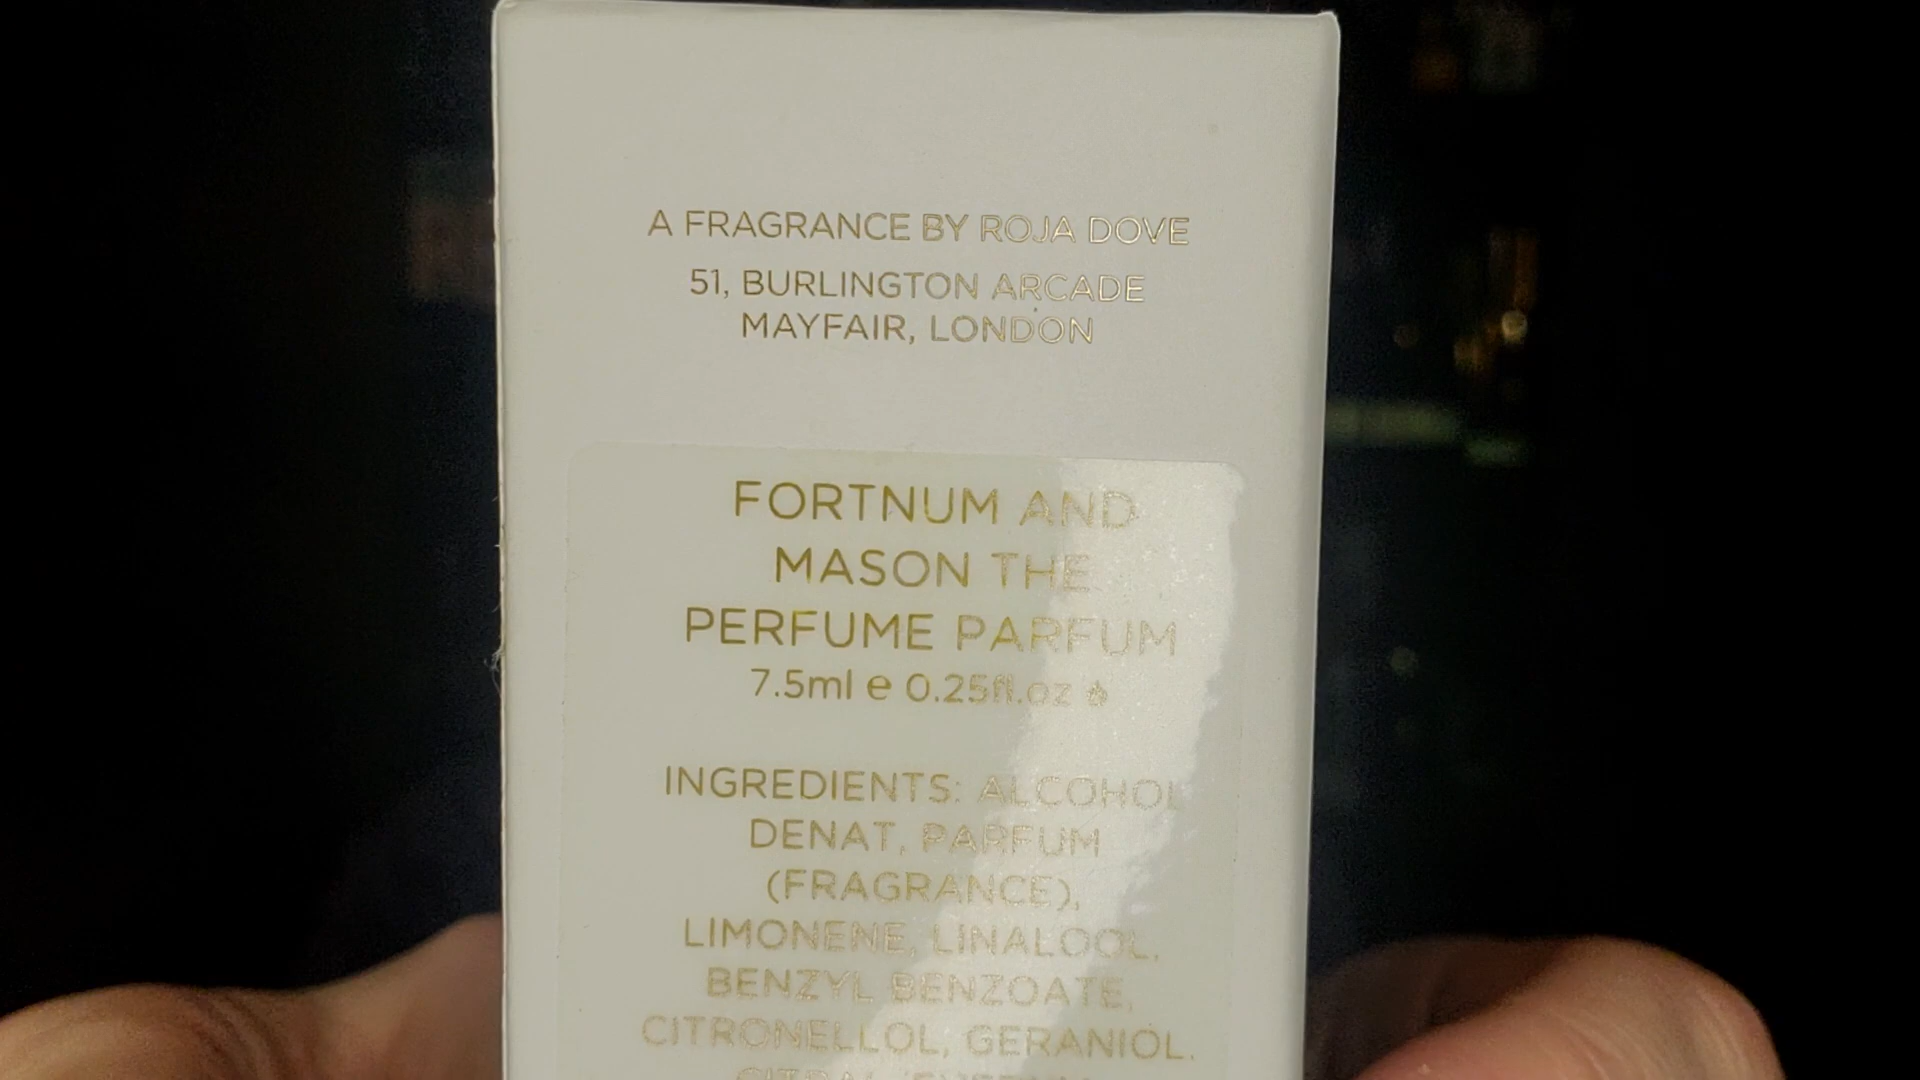 A FRAGRANCE BY ROJA DOVE
51, BURLINGTON ARCADE
MAYFAIR, LONDON
FORTNUM AND
MASON THE
PERFUME PARFUM
7.5ml e 0.25fl.oz
INGREDIENTS: ALCOHOL
DENAT, PARFUM
(FRAGRANCE),
LIMONENE, LINALOOL,
BENZYL BENZOATE,
CITRONELLOL, GERANIOL,